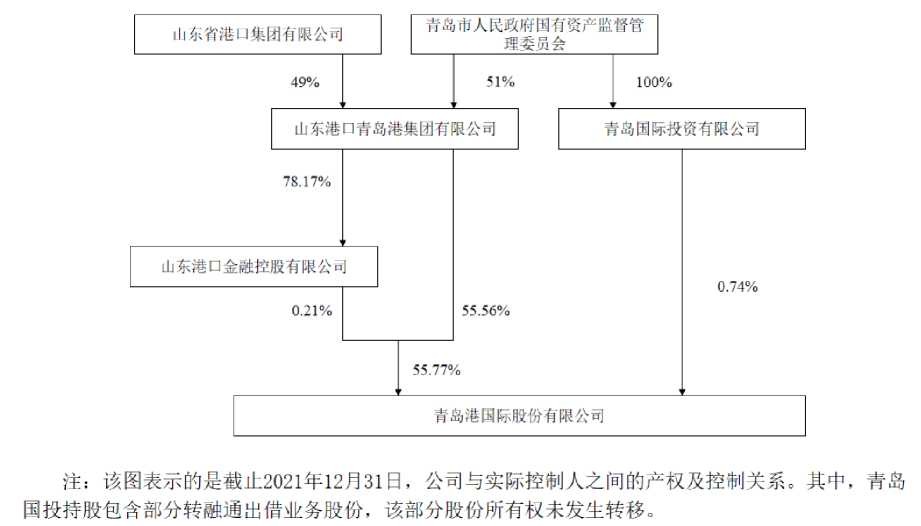 山东省港口集团有限公司
青岛市人民政府国有资产监督管
理委员会
49%
51%
100%
山东港口青岛港集团有限公司
青岛国际投资有限公司
78.17%
山东港口金融控股有限公司
0.21%
55.56%
0.74%
55.77%
青岛港国际股份有限公司
注：该图表示的是截止2021年12月31日，公司与实际控制人之间的产权及控制关系。其中，青岛
国投持股包含部分转融通出借业务股份，该部分股份所有权未发生转移。